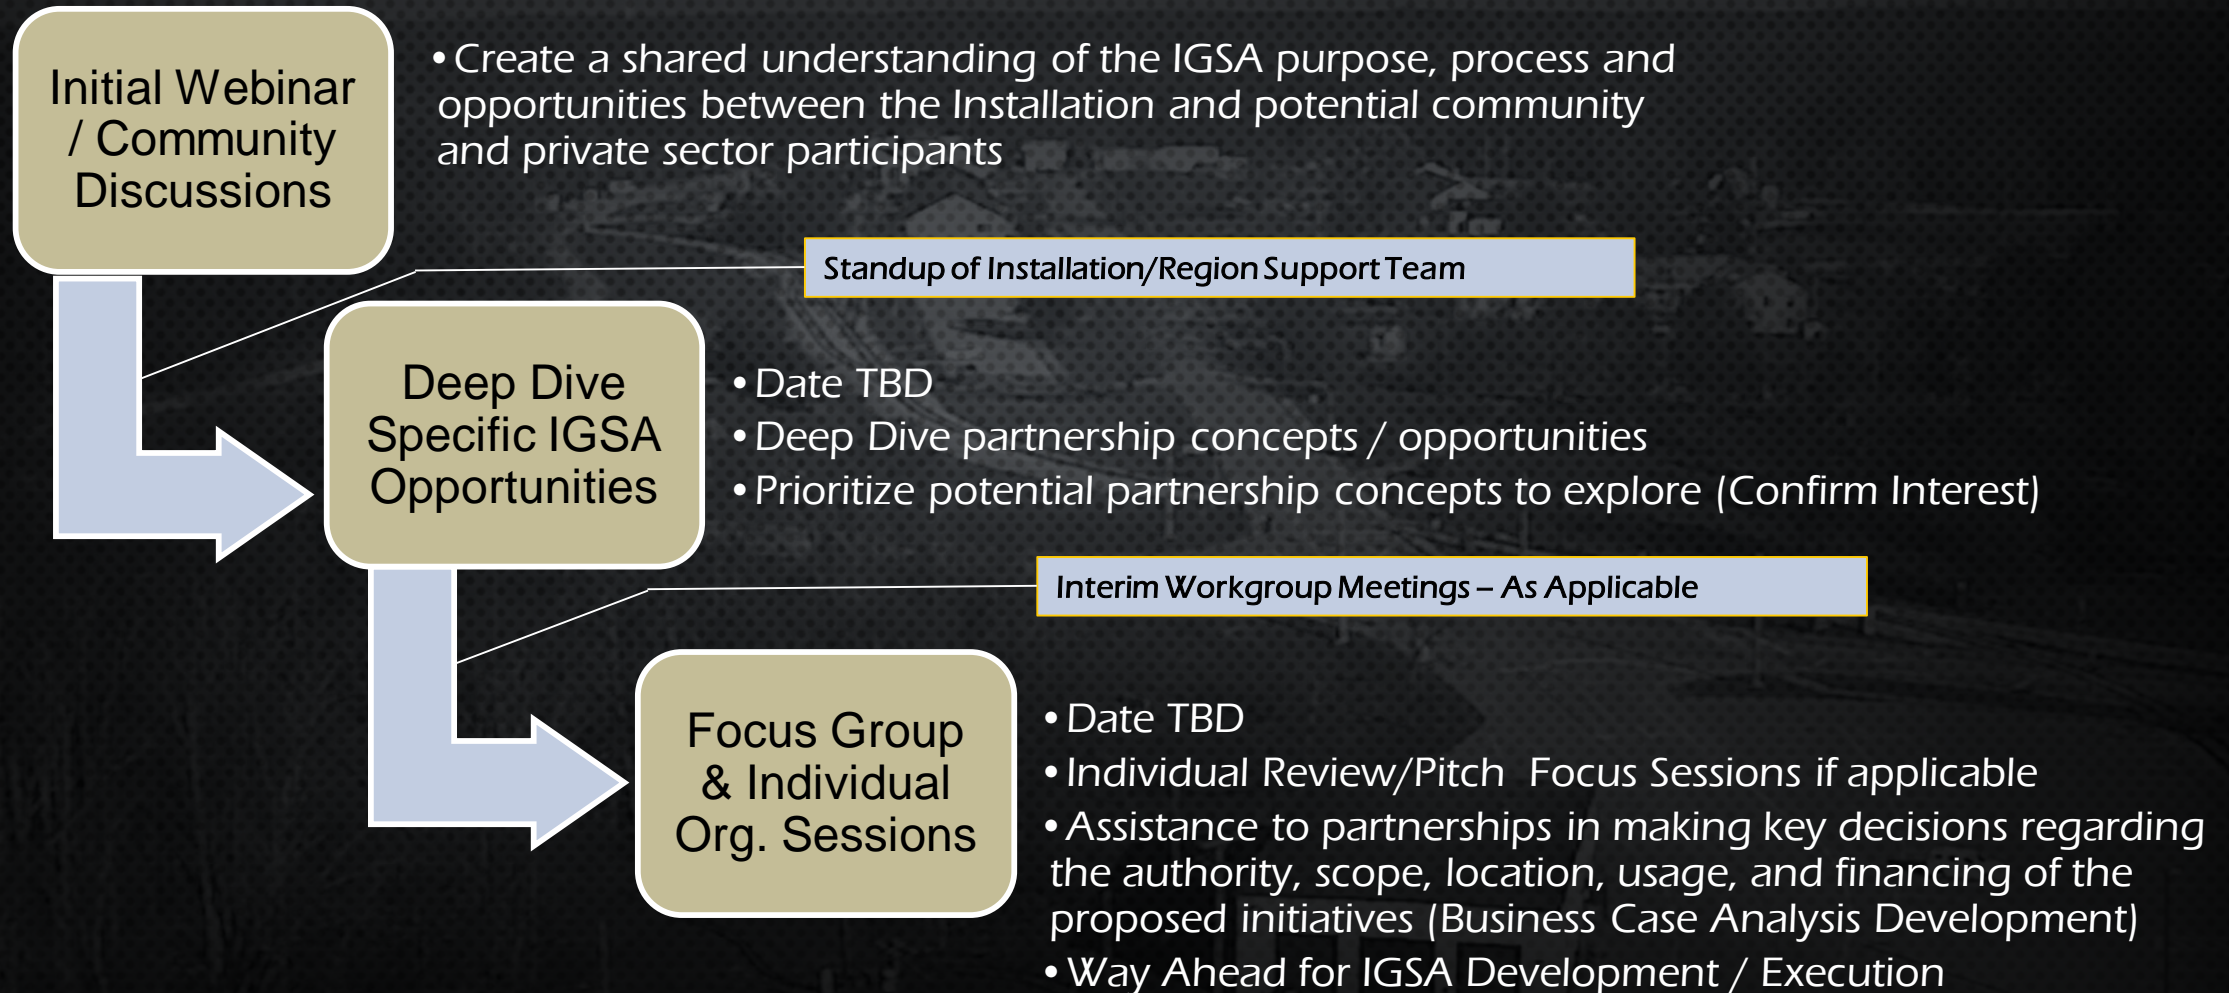 Initial Webinar
/ Community
Discussions
•Create a shared understanding of the IGSA purpose, process and
opportunities between the Installation and potential community
and private sector participants
Standup of Installation/Region Support Team
Deep Dive
Specific IGSA
Opportunities
•Date TBD
•Deep Dive partnership concepts / opportunities
•Prioritize potential partnership concepts to explore (Confirm Interest)
Interim Workgroup Meetings – As Applicable
Focus Group
& Individual
Org. Sessions
•Date TBD
•Individual Review/Pitch  Focus Sessions if applicable
•Assistance to partnerships in making key decisions regarding
the authority, scope, location, usage, and financing of the
proposed initiatives (Business Case Analysis Development)
•Way Ahead for IGSA Development / Execution